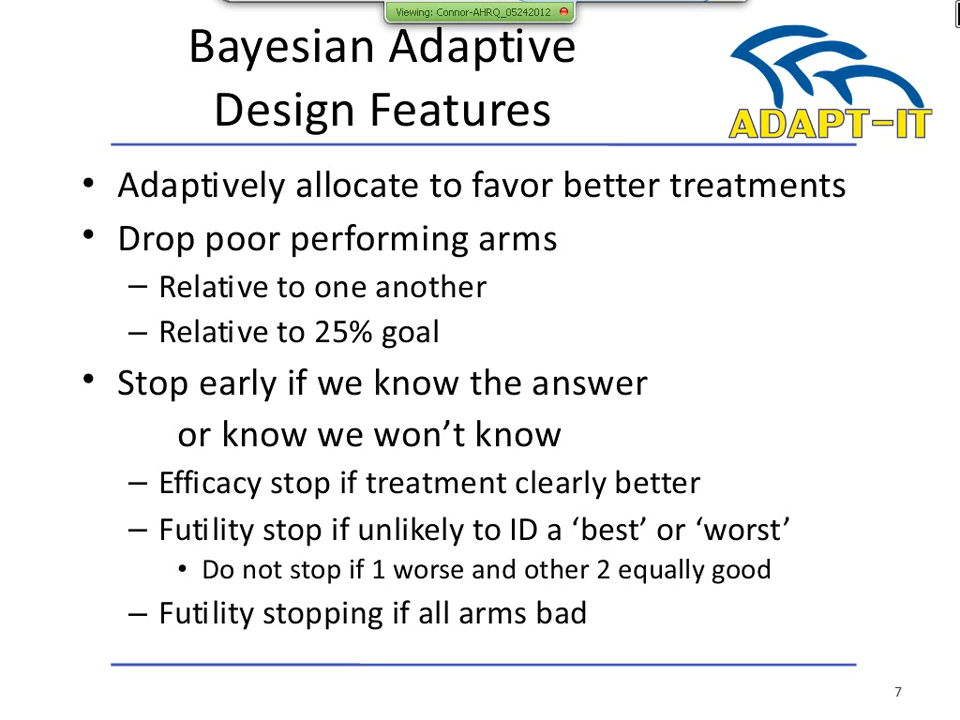 Viewing: Connor-AHRQ_05242012
Bayesian Adaptive
Design Features
ADAPT-IT
• Adaptively allocate to favor better treatments
• Drop poor performing arms
– Relative to one another
– Relative to 25% goal
• Stop early if we know the answer
or know we won’t know
– Efficacy stop if treatment clearly better
– Futility stop if unlikely to ID a ‘best’ or ‘worst’
• Do not stop if 1 worse and other 2 equally good
– Futility stopping if all arms bad
7